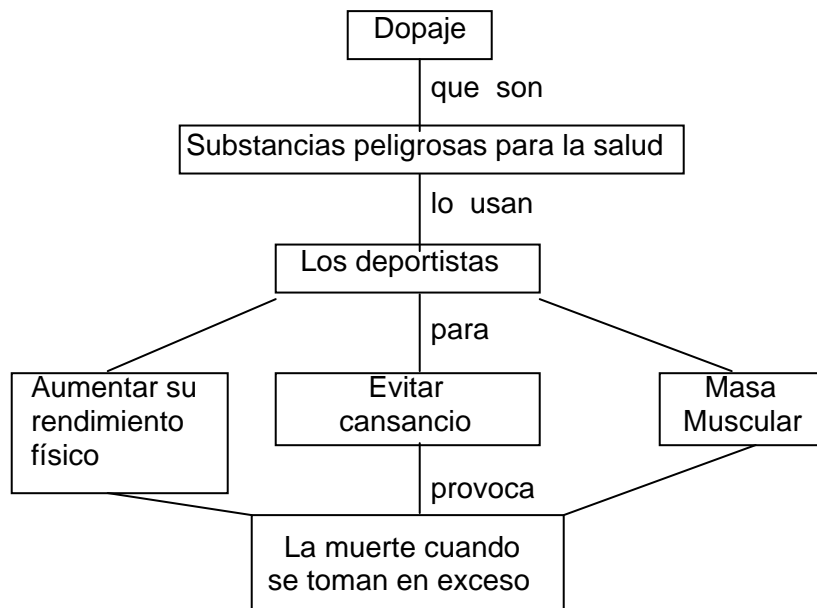 Dopaje
que son
Substancias peligrosas para la salud
lo usan
Los deportistas
para
Aumentar su
rendimiento
físico
Evitar
cansancio
Masa
Muscular
provoca
La muerte cuando
se toman en exceso